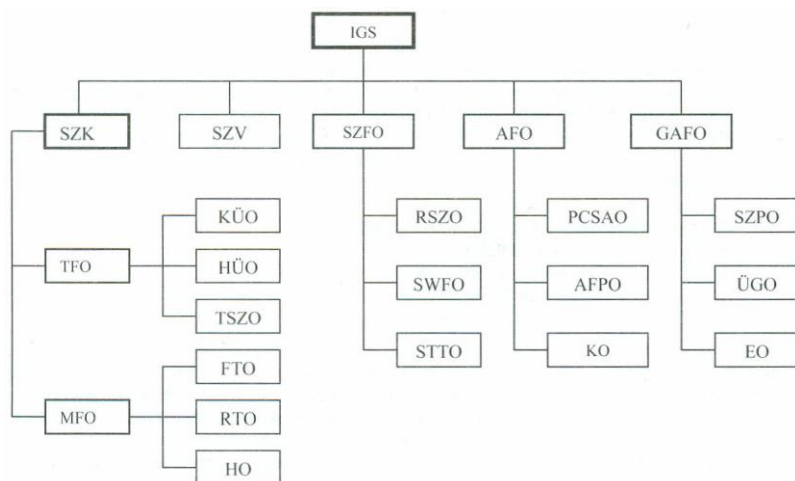 IGS
SZK
SZV
SZFO
AFO
GAFO
KÜO
RSZO
PCSAO
SZPO
TFO
HÜO
SWFO
AFPO
ÜGO
TSZO
STTO
KO
EO
FTO
MFO
RTO
HO